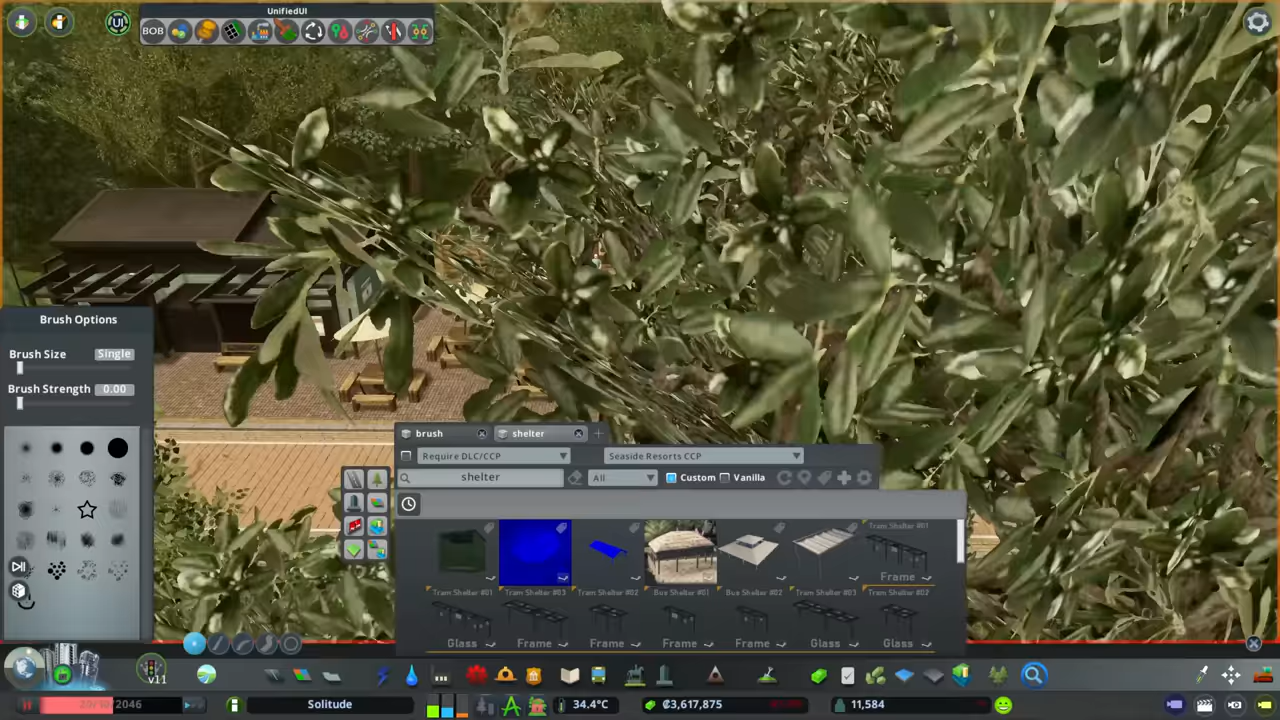 UnifiedUI
UI
BOB
Brush Options
Brush Size Single
Brush Strength 0.00
brush
shelter
Require DLC/CCP
Seaside Resorts CCP
shelter
All
Custom
Vanilla
Tram Shelter #01
Frame
Tram Shelter #01 Tram Shelter #03 Tram Shelter #02 Bus Shelter #01 Bus Shelter #02 Tram Shelter #03 Tram Shelter #02
Glass Frame Frame Frame Frame Glass Glass
v11
20/10/2046
Solitude
34.4°C
₡3,617,875
11,584